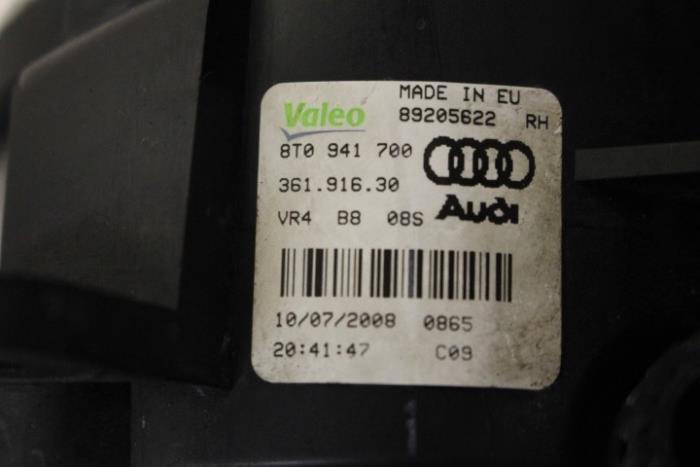 Valeo MADE IN EU
89205622 RH
8T0 941 700
361.916.30
VR4 B8 08S Audi
10/07/2008 0865
20:41:47 C09